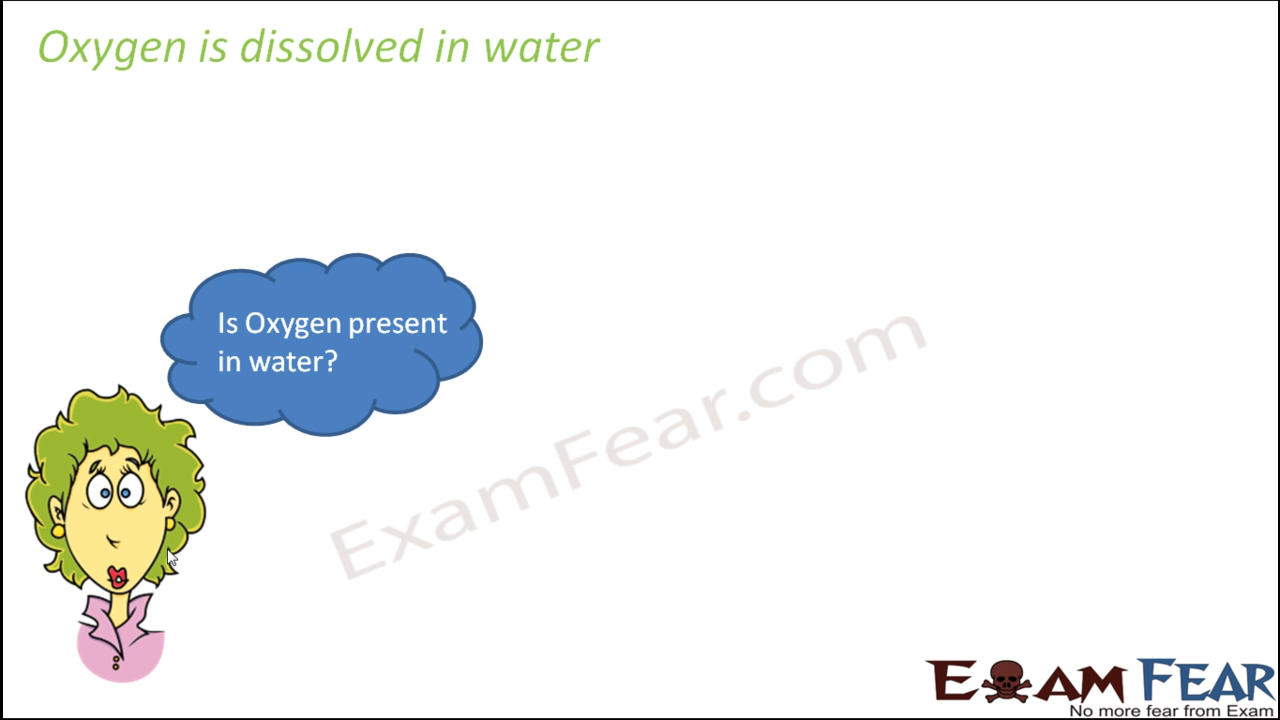 Oxygen is dissolved in water
Is Oxygen present
in water?
ExamFear.com
EXAM FEAR
No more fear from Exam